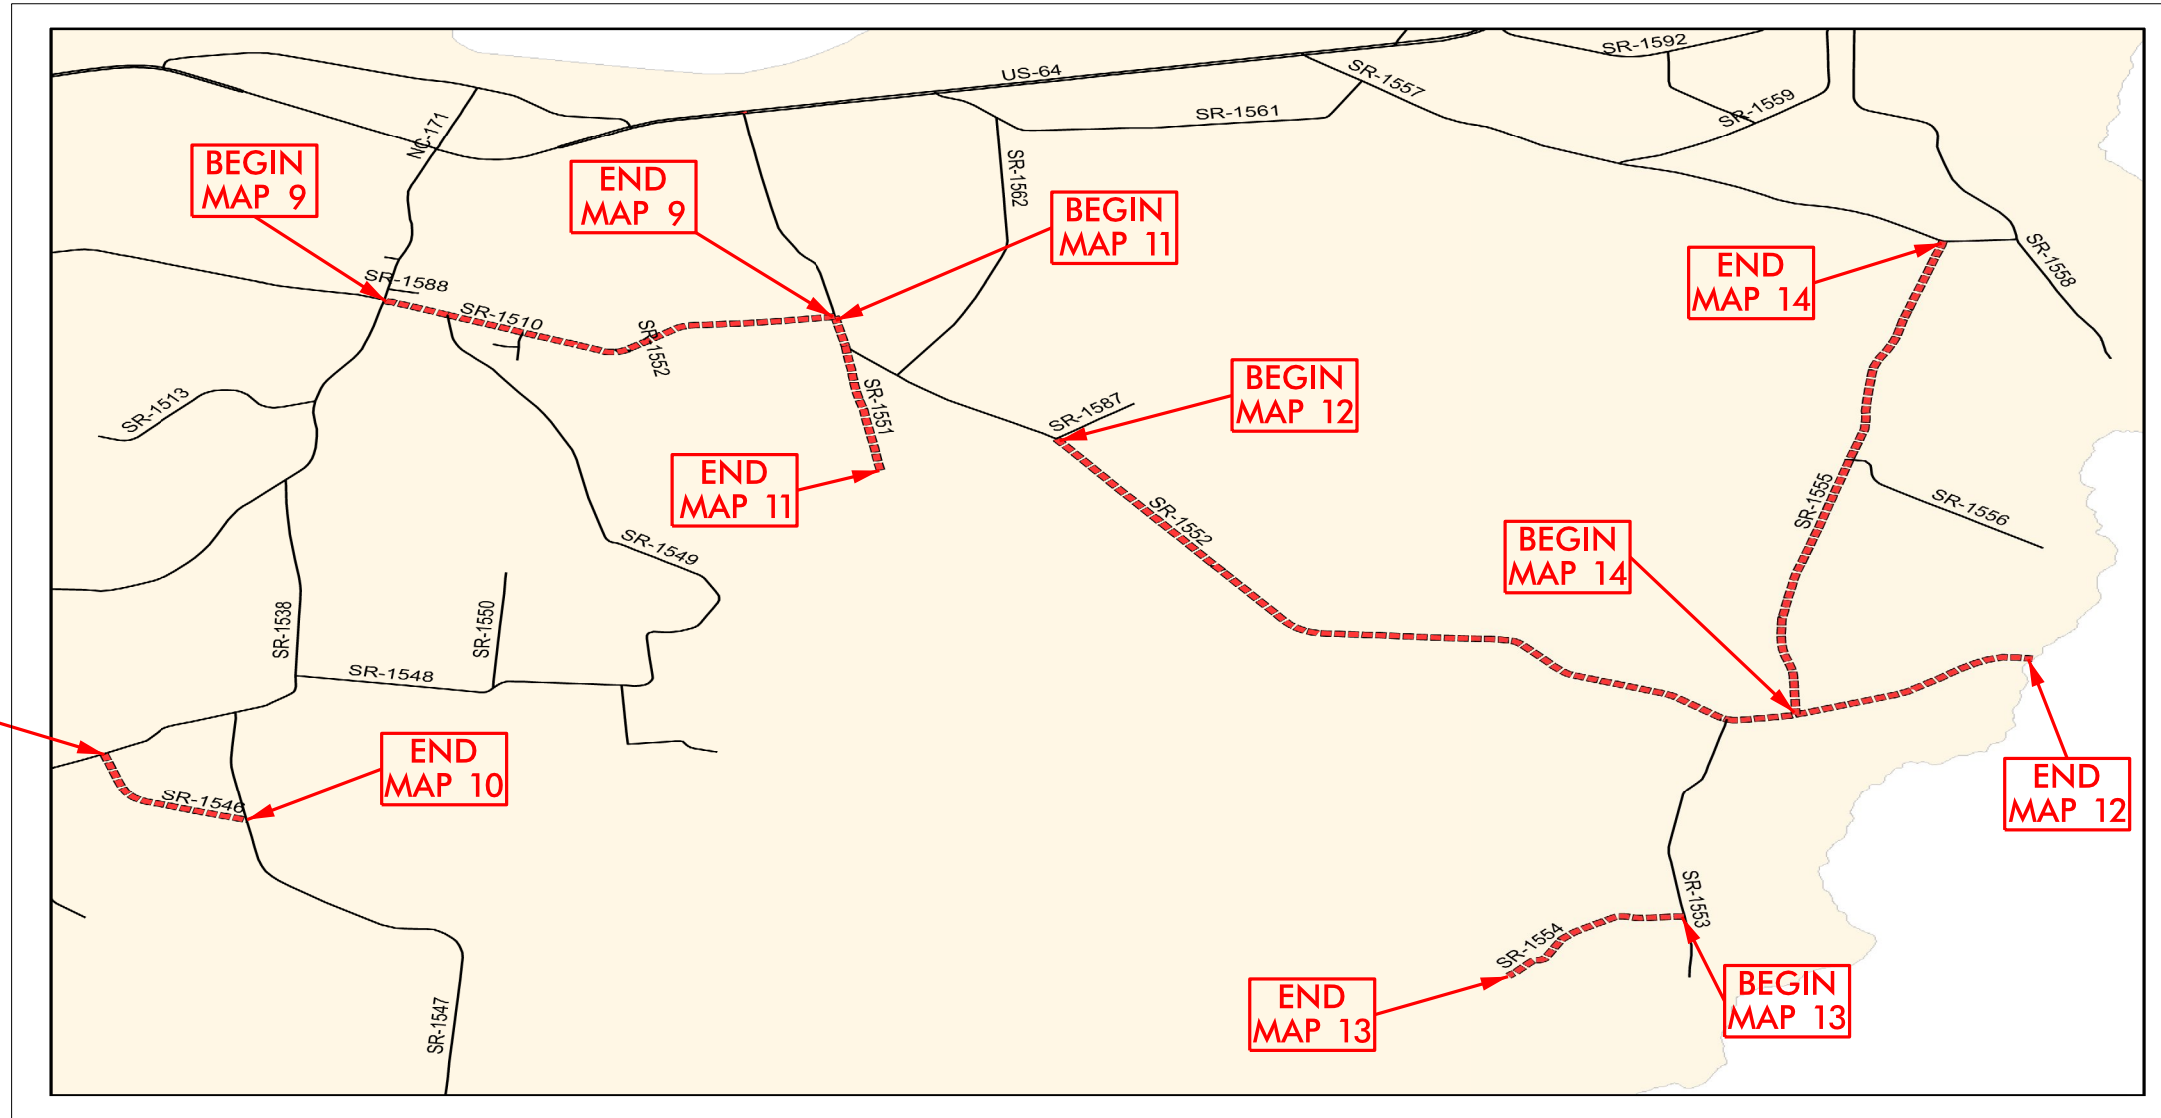 SR-1592
US-64
SR-1557
SR-1561
SR-1559
NC-171
BEGIN
MAP 9
END
MAP 9
SR-1562
BEGIN
MAP 11
SR-1558
END
MAP 14
SR-1588
SR-1510
SR-1552
BEGIN
MAP 12
SR-1513
SR-1551
SR-1587
END
MAP 11
SR-1555
SR-1556
SR-1552
BEGIN
MAP 14
SR-1549
SR-1538
SR-1550
SR-1548
END
MAP 10
SR-1546
END
MAP 12
SR-1553
SR-1554
END
MAP 13
BEGIN
MAP 13
SR-1547